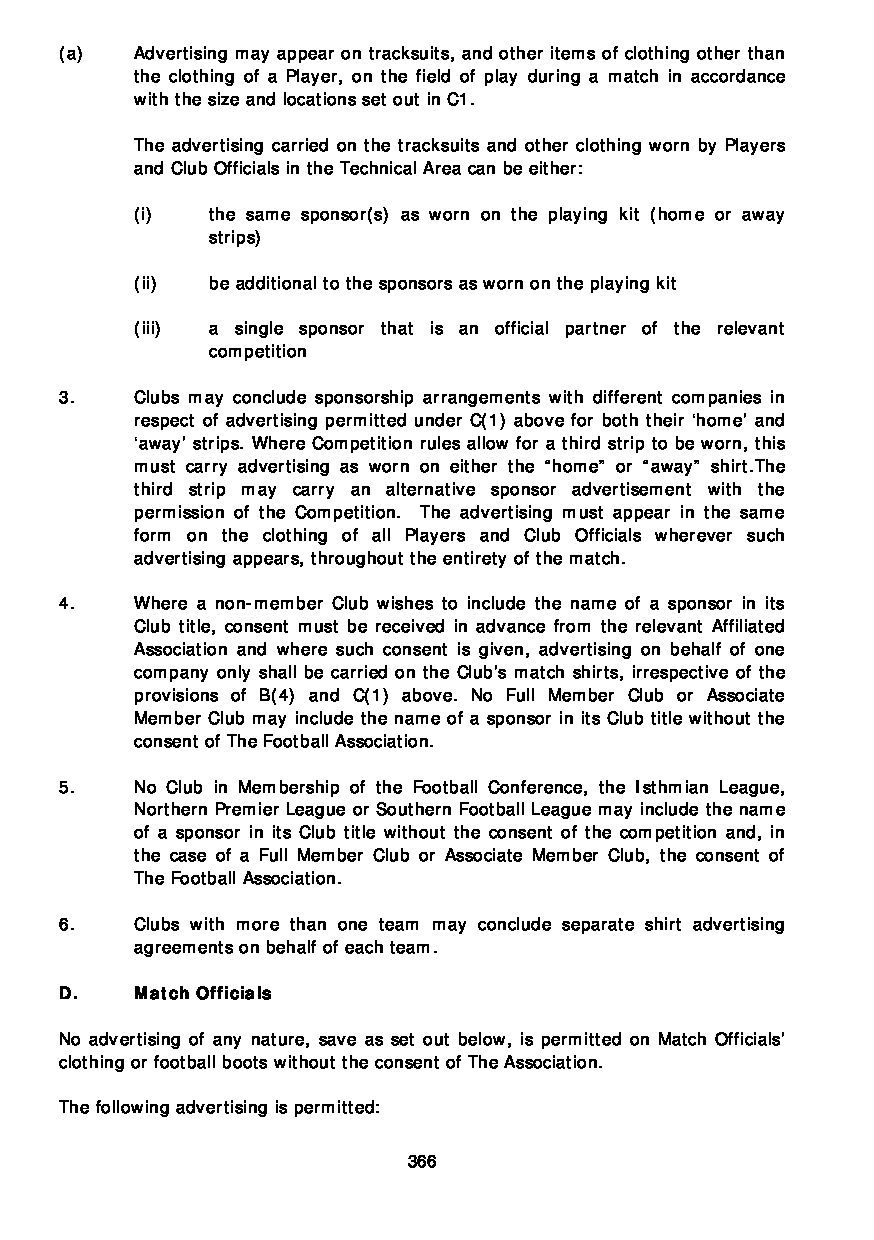 (a) Advertising may appear on tracksuits, and other items of clothing other than
the clothing of a Player, on the field of play during a match in accordance
with the size and locations set out in C1.
The advertising carried on the tracksuits and other clothing worn by Players
and Club Officials in the Technical Area can be either:
(i) the same sponsor(s) as worn on the playing kit (home or away
strips)
(ii) be additional to the sponsors as worn on the playing kit
(iii) a single sponsor that is an official partner of the relevant
competition
3. Clubs may conclude sponsorship arrangements with different companies in
respect of advertising permitted under C(1) above for both their ‘home’ and
‘away’ strips. Where Competition rules allow for a third strip to be worn, this
must carry advertising as worn on either the “home” or “away” shirt.The
third strip may carry an alternative sponsor advertisement with the
permission of the Competition. The advertising must appear in the same
form on the clothing of all Players and Club Officials wherever such
advertising appears, throughout the entirety of the match.
4. Where a non-member Club wishes to include the name of a sponsor in its
Club title, consent must be received in advance from the relevant Affiliated
Association and where such consent is given, advertising on behalf of one
company only shall be carried on the Club's match shirts, irrespective of the
provisions of B(4) and C(1) above. No Full Member Club or Associate
Member Club may include the name of a sponsor in its Club title without the
consent of The Football Association.
5. No Club in Membership of the Football Conference, the Isthmian League,
Northern Premier League or Southern Football League may include the name
of a sponsor in its Club title without the consent of the competition and, in
the case of a Full Member Club or Associate Member Club, the consent of
The Football Association.
6. Clubs with more than one team may conclude separate shirt advertising
agreements on behalf of each team.
D. Match Officials
No advertising of any nature, save as set out below, is permitted on Match Officials'
clothing or football boots without the consent of The Association.
The following advertising is permitted:
366